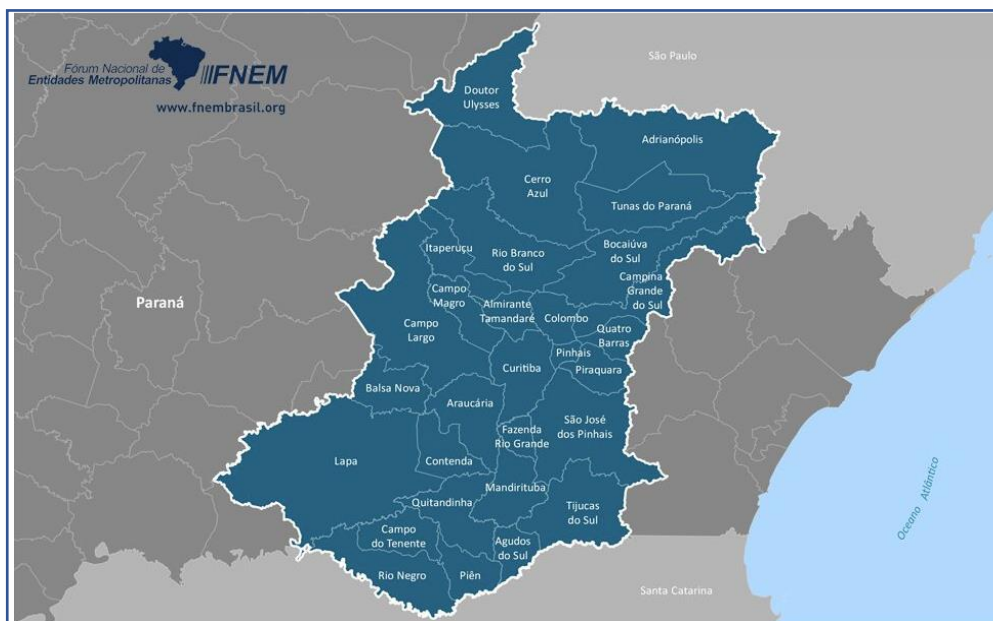 Fórum Nacional de
Entidades Metropolitanas
FNEM
www.fnembrasil.org
São Paulo
Doutor
Ulysses
Adrianópolis
Cerro
Azul
Tunas do Paraná
Itaperuçu
Rio Branco
do Sul
Bocaiúva
do Sul
Campina
Grande
do Sul
Paraná
Campo
Magro
Almirante
Tamandaré
Colombo
Campo
Largo
Quatro
Barras
Pinhais
Curitiba
Piraquara
Balsa Nova
Araucária
São José
dos Pinhais
Fazenda
Rio Grande
Lapa
Contenda
Mandirituba
Quitandinha
Tijucas
do Sul
Campo
do Tenente
Agudos
do Sul
Rio Negro
Piên
Oceano Atlântico
Santa Catarina